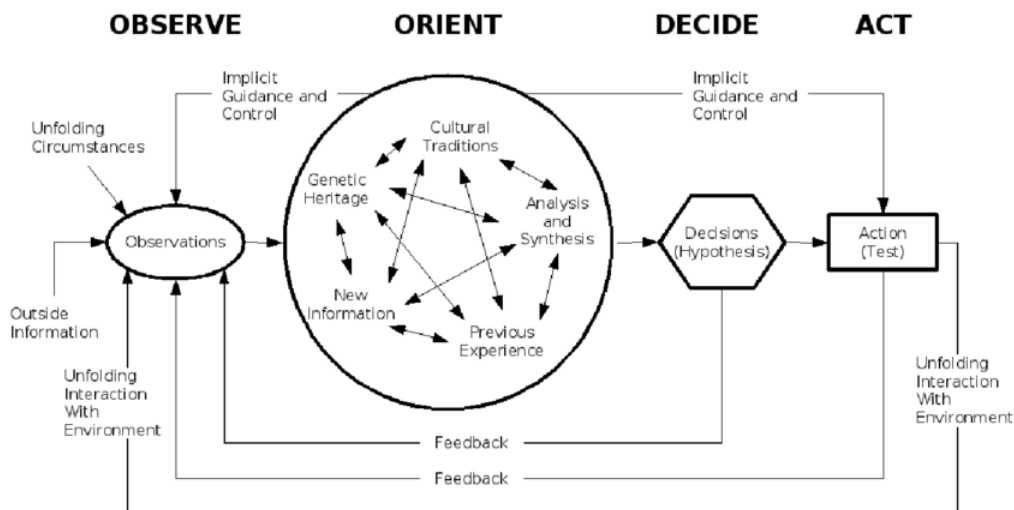 OBSERVE
ORIENT
DECIDE
ACT
Implicit
Guidance and
Control
Implicit
Guidance and
Control
Unfolding
Circumstances
Cultural
Traditions
Genetic
Heritage
Analysis
and
Synthesis
Observations
Decisions
(Hypothesis)
Action
(Test)
New
Information
Outside
Information
Previous
Experience
Unfolding
Interaction
With
Environment
Unfolding
Interaction
With
Environment
Feedback
Feedback